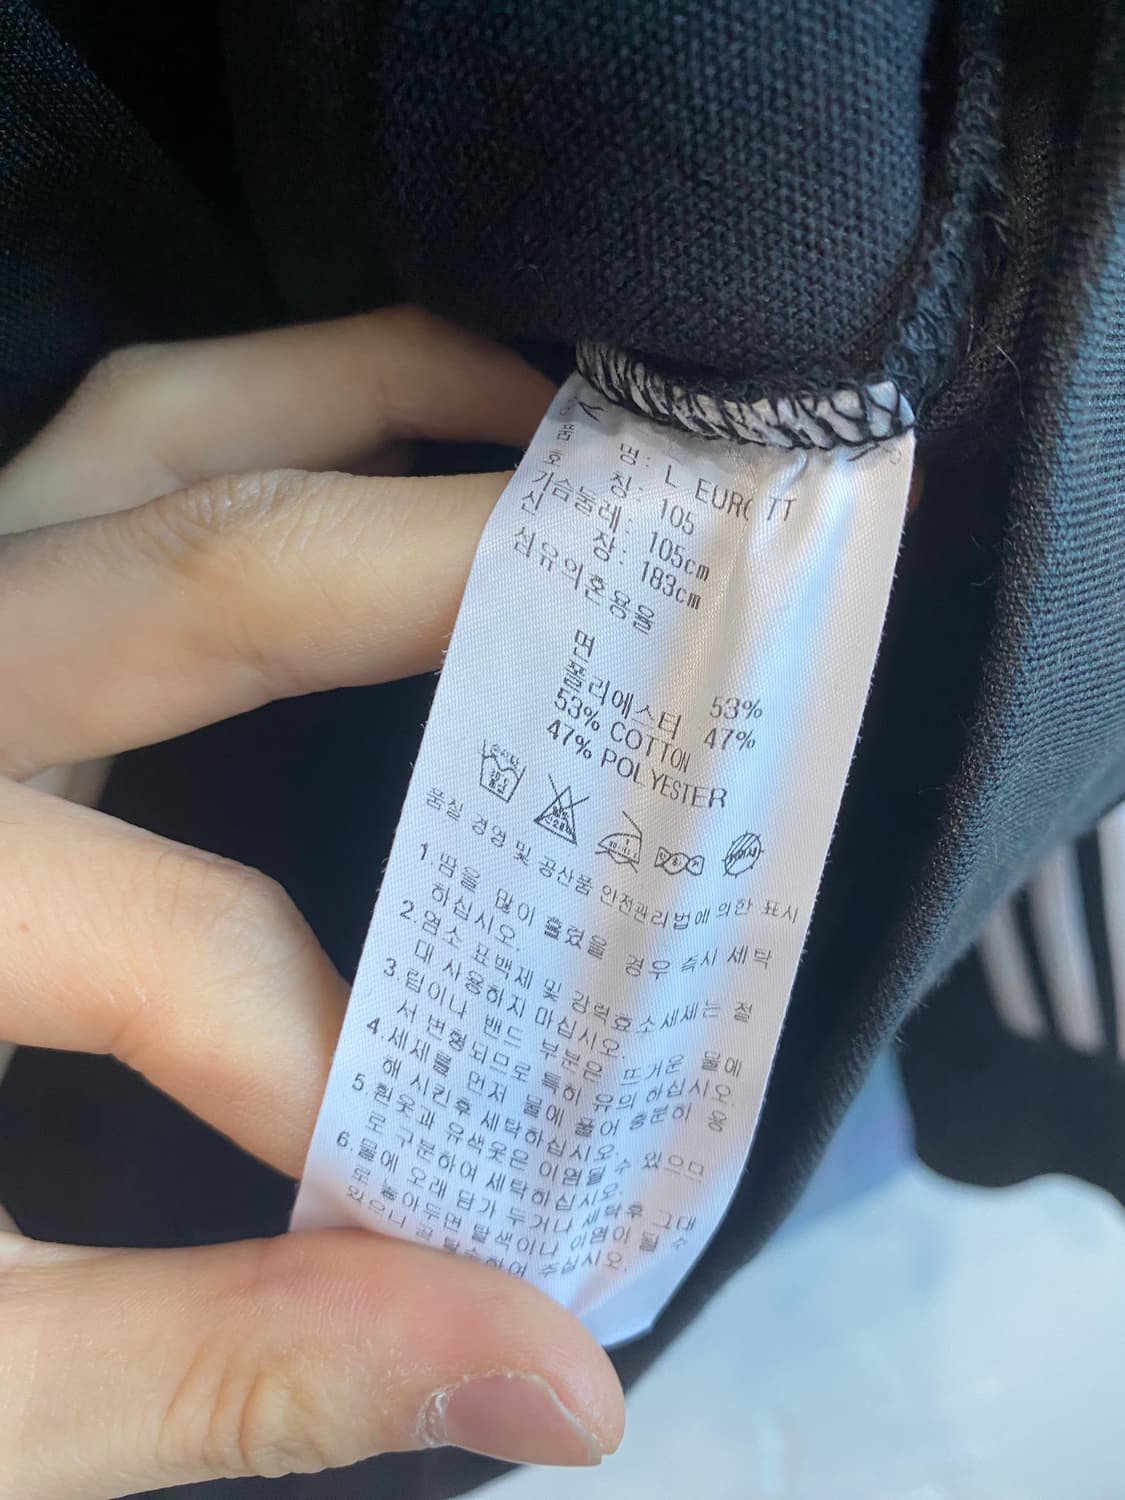 품 명: L EURO TT
호 칭: 105
가슴둘레: 105cm
신 장: 183cm
섬유의혼용율
면 53%
폴리에스터 47%
53% COTTON
47% POLYESTER
품질 경영 및 공산품 안전관리법에 의한 표시
1.땀을 많이 흘렸을 경우 즉시 세탁
하십시오.
2.염소 표백제 및 강력효소세제는 절
대 사용하지 마십시오.
3.립이나 밴드 부분은 뜨거운 물에
서 변형되므로 특히 유의하십시오.
4.세제를 먼저 물에 풀어 충분히 용
해 시킨후 세탁하십시오.
5.흰옷과 유색옷은 이염될 수 있으므
로 구분하여 세탁하십시오.
6.물에 오래 담가 두거나 세탁후 그대
로 놓아두면 탈색이나 이염이 될 수
있으니 주십시오.